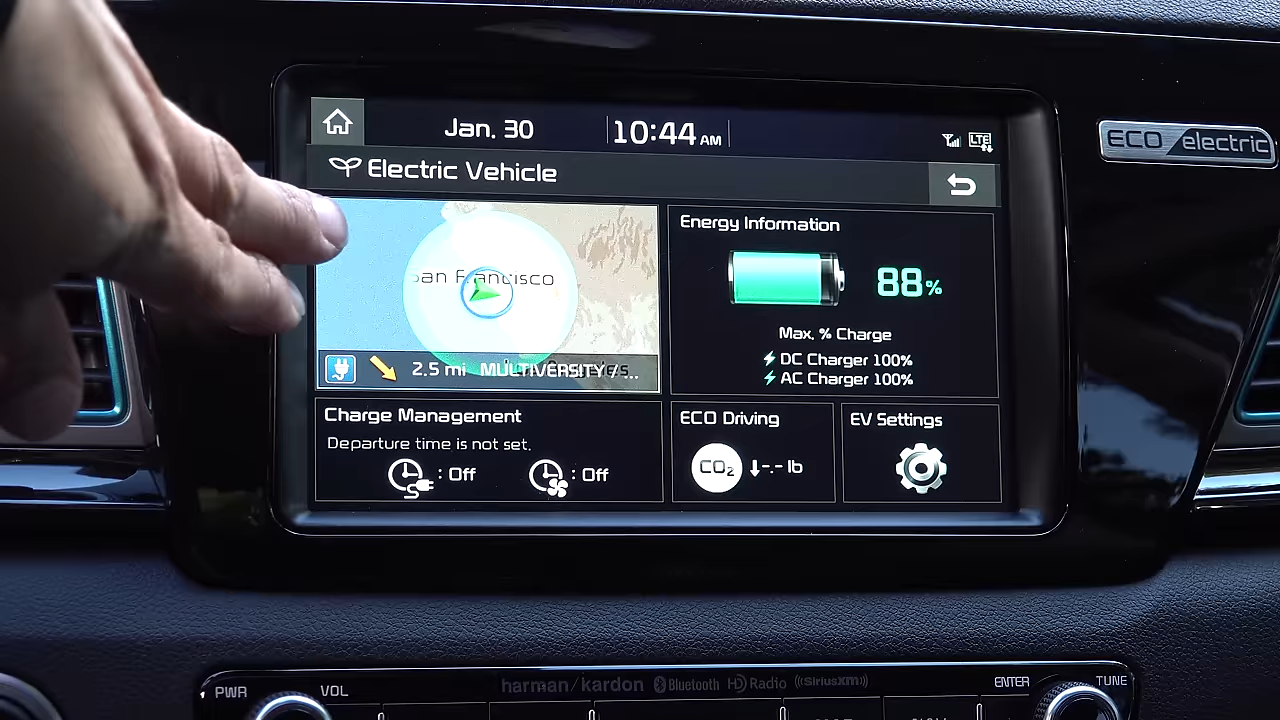 Jan. 30
10:44 AM
LTE
ECO electric
Electric Vehicle
San Francisco
2.5 mi MULTIVERSITY / ...
Energy Information
88%
Max. % Charge
DC Charger 100%
AC Charger 100%
Charge Management
Departure time is not set.
: Off
: Off
ECO Driving
CO2
-.- lb
EV Settings
PWR
VOL
harman/kardon
Bluetooth
HD Radio
((SiriusXM))
ENTER
TUNE